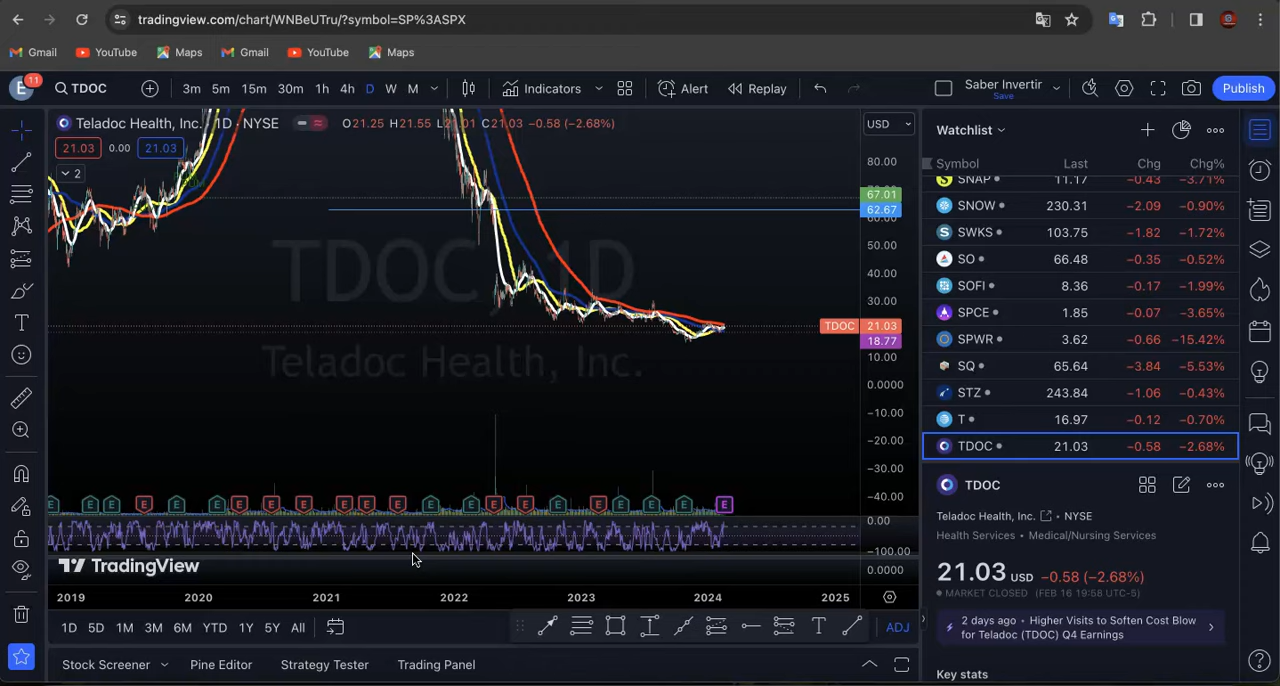 tradingview.com/chart/WNBeUTru/?symbol=SP%3ASPX
Gmail YouTube Maps Gmail YouTube Maps
E 11 TDOC 3m 5m 15m 30m 1h 4h D W M Indicators Alert Replay Saber Invertir Save Publish
Teladoc Health, Inc. · 1D · NYSE O21.25 H21.55 L21.01 C21.03 −0.58 (−2.68%) USD
21.03 0.00 21.03
2
80.00
67.01
62.67
60.00
50.00
40.00
30.00
TDOC 21.03
18.77
10.00
0.0000
−10.00
−20.00
−30.00
−40.00
0.00
−100.00
0.0000
TDOC, 1D
Teladoc Health, Inc.
E E E E E E E E E E E E E E E E E E E E E
TradingView
2019 2020 2021 2022 2023 2024 2025
1D 5D 1M 3M 6M YTD 1Y 5Y All ADJ
Stock Screener Pine Editor Strategy Tester Trading Panel
Watchlist
Symbol Last Chg Chg%
SNAP 11.17 −0.43 −3.71%
SNOW 230.31 −2.09 −0.90%
SWKS 103.75 −1.82 −1.72%
SO 66.48 −0.35 −0.52%
SOFI 8.36 −0.17 −1.99%
SPCE 1.85 −0.07 −3.65%
SPWR 3.62 −0.66 −15.42%
SQ 65.64 −3.84 −5.53%
STZ 243.84 −1.06 −0.43%
T 16.97 −0.12 −0.70%
TDOC 21.03 −0.58 −2.68%
TDOC
Teladoc Health, Inc. • NYSE
Health Services • Medical/Nursing Services
21.03 USD −0.58 (−2.68%)
MARKET CLOSED (FEB 16 19:58 UTC-5)
2 days ago • Higher Visits to Soften Cost Blow
for Teladoc (TDOC) Q4 Earnings
Key stats